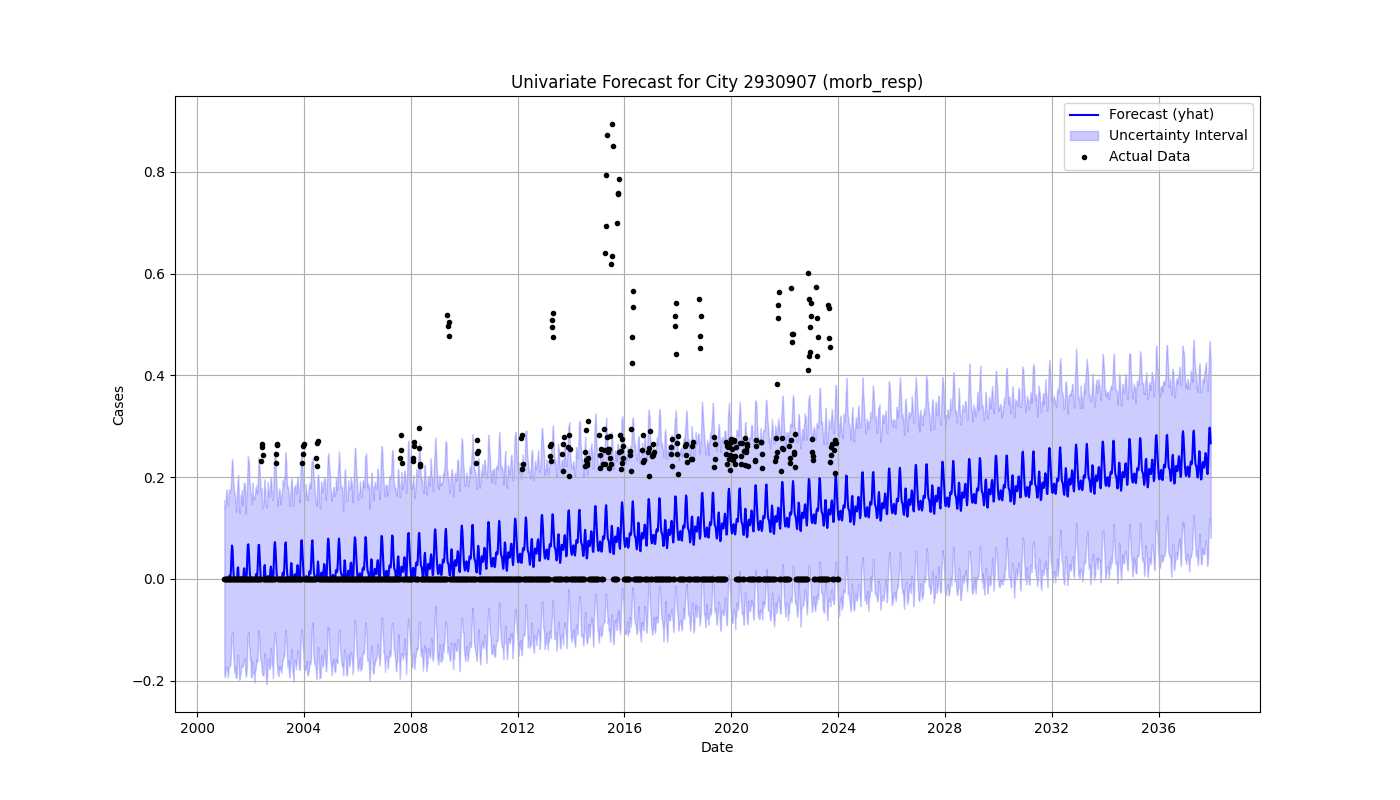 Univariate Forecast for City 2930907 (morb_resp)
Forecast (yhat)
Uncertainty Interval
Actual Data
Cases
0.8
0.6
0.4
0.2
0.0
−0.2
2000 2004 2008 2012 2016 2020 2024 2028 2032 2036
Date